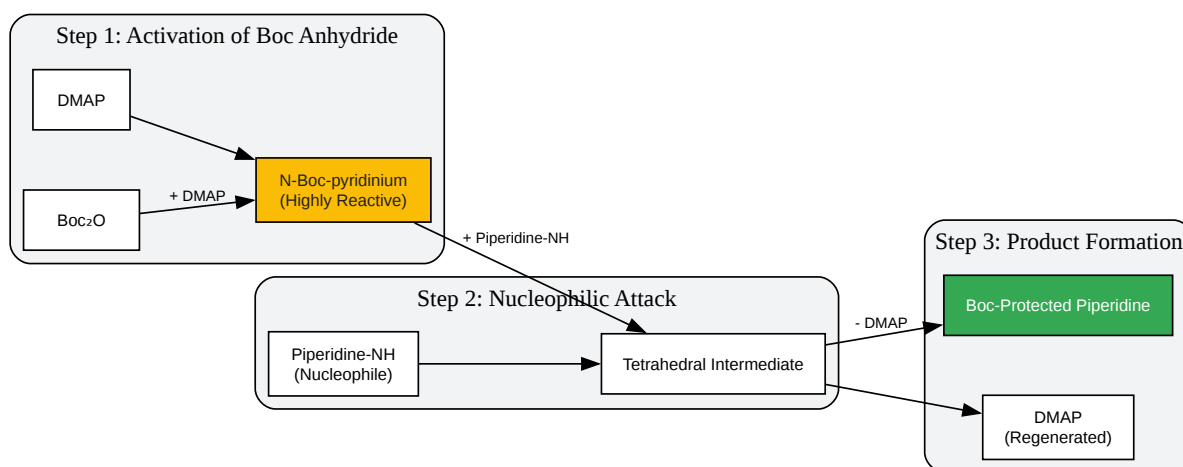 Step 1: Activation of Boc Anhydride
DMAP
Boc₂O
+ DMAP
N-Boc-pyridinium
(Highly Reactive)
+ Piperidine-NH
Step 2: Nucleophilic Attack
Piperidine-NH
(Nucleophile)
Tetrahedral Intermediate
- DMAP
Step 3: Product Formation
Boc-Protected Piperidine
DMAP
(Regenerated)